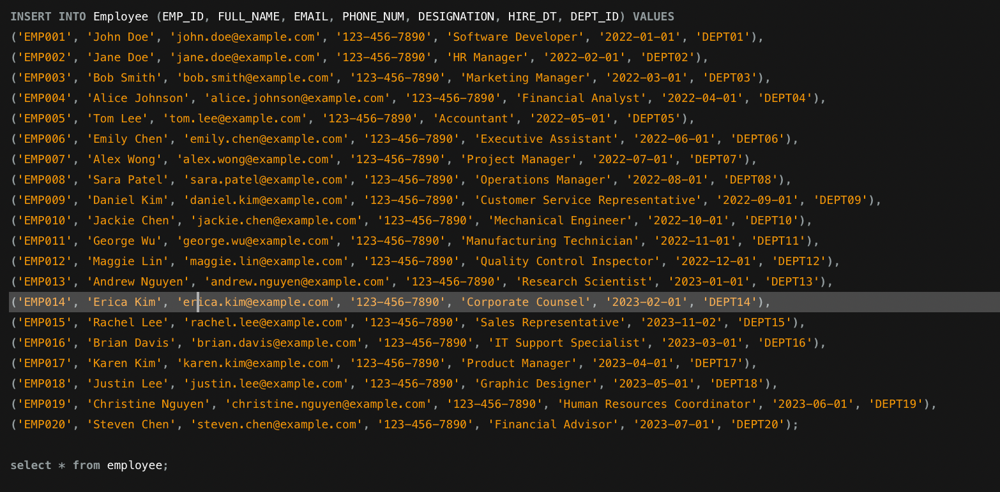 INSERT INTO Employee (EMP_ID, FULL_NAME, EMAIL, PHONE_NUM, DESIGNATION, HIRE_DT, DEPT_ID) VALUES
('EMP001', 'John Doe', 'john.doe@example.com', '123-456-7890', 'Software Developer', '2022-01-01', 'DEPT01'),
('EMP002', 'Jane Doe', 'jane.doe@example.com', '123-456-7890', 'HR Manager', '2022-02-01', 'DEPT02'),
('EMP003', 'Bob Smith', 'bob.smith@example.com', '123-456-7890', 'Marketing Manager', '2022-03-01', 'DEPT03'),
('EMP004', 'Alice Johnson', 'alice.johnson@example.com', '123-456-7890', 'Financial Analyst', '2022-04-01', 'DEPT04'),
('EMP005', 'Tom Lee', 'tom.lee@example.com', '123-456-7890', 'Accountant', '2022-05-01', 'DEPT05'),
('EMP006', 'Emily Chen', 'emily.chen@example.com', '123-456-7890', 'Executive Assistant', '2022-06-01', 'DEPT06'),
('EMP007', 'Alex Wong', 'alex.wong@example.com', '123-456-7890', 'Project Manager', '2022-07-01', 'DEPT07'),
('EMP008', 'Sara Patel', 'sara.patel@example.com', '123-456-7890', 'Operations Manager', '2022-08-01', 'DEPT08'),
('EMP009', 'Daniel Kim', 'daniel.kim@example.com', '123-456-7890', 'Customer Service Representative', '2022-09-01', 'DEPT09'),
('EMP010', 'Jackie Chen', 'jackie.chen@example.com', '123-456-7890', 'Mechanical Engineer', '2022-10-01', 'DEPT10'),
('EMP011', 'George Wu', 'george.wu@example.com', '123-456-7890', 'Manufacturing Technician', '2022-11-01', 'DEPT11'),
('EMP012', 'Maggie Lin', 'maggie.lin@example.com', '123-456-7890', 'Quality Control Inspector', '2022-12-01', 'DEPT12'),
('EMP013', 'Andrew Nguyen', 'andrew.nguyen@example.com', '123-456-7890', 'Research Scientist', '2023-01-01', 'DEPT13'),
('EMP014', 'Erica Kim', 'erica.kim@example.com', '123-456-7890', 'Corporate Counsel', '2023-02-01', 'DEPT14'),
('EMP015', 'Rachel Lee', 'rachel.lee@example.com', '123-456-7890', 'Sales Representative', '2023-11-02', 'DEPT15'),
('EMP016', 'Brian Davis', 'brian.davis@example.com', '123-456-7890', 'IT Support Specialist', '2023-03-01', 'DEPT16'),
('EMP017', 'Karen Kim', 'karen.kim@example.com', '123-456-7890', 'Product Manager', '2023-04-01', 'DEPT17'),
('EMP018', 'Justin Lee', 'justin.lee@example.com', '123-456-7890', 'Graphic Designer', '2023-05-01', 'DEPT18'),
('EMP019', 'Christine Nguyen', 'christine.nguyen@example.com', '123-456-7890', 'Human Resources Coordinator', '2023-06-01', 'DEPT19'),
('EMP020', 'Steven Chen', 'steven.chen@example.com', '123-456-7890', 'Financial Advisor', '2023-07-01', 'DEPT20');
select * from employee;